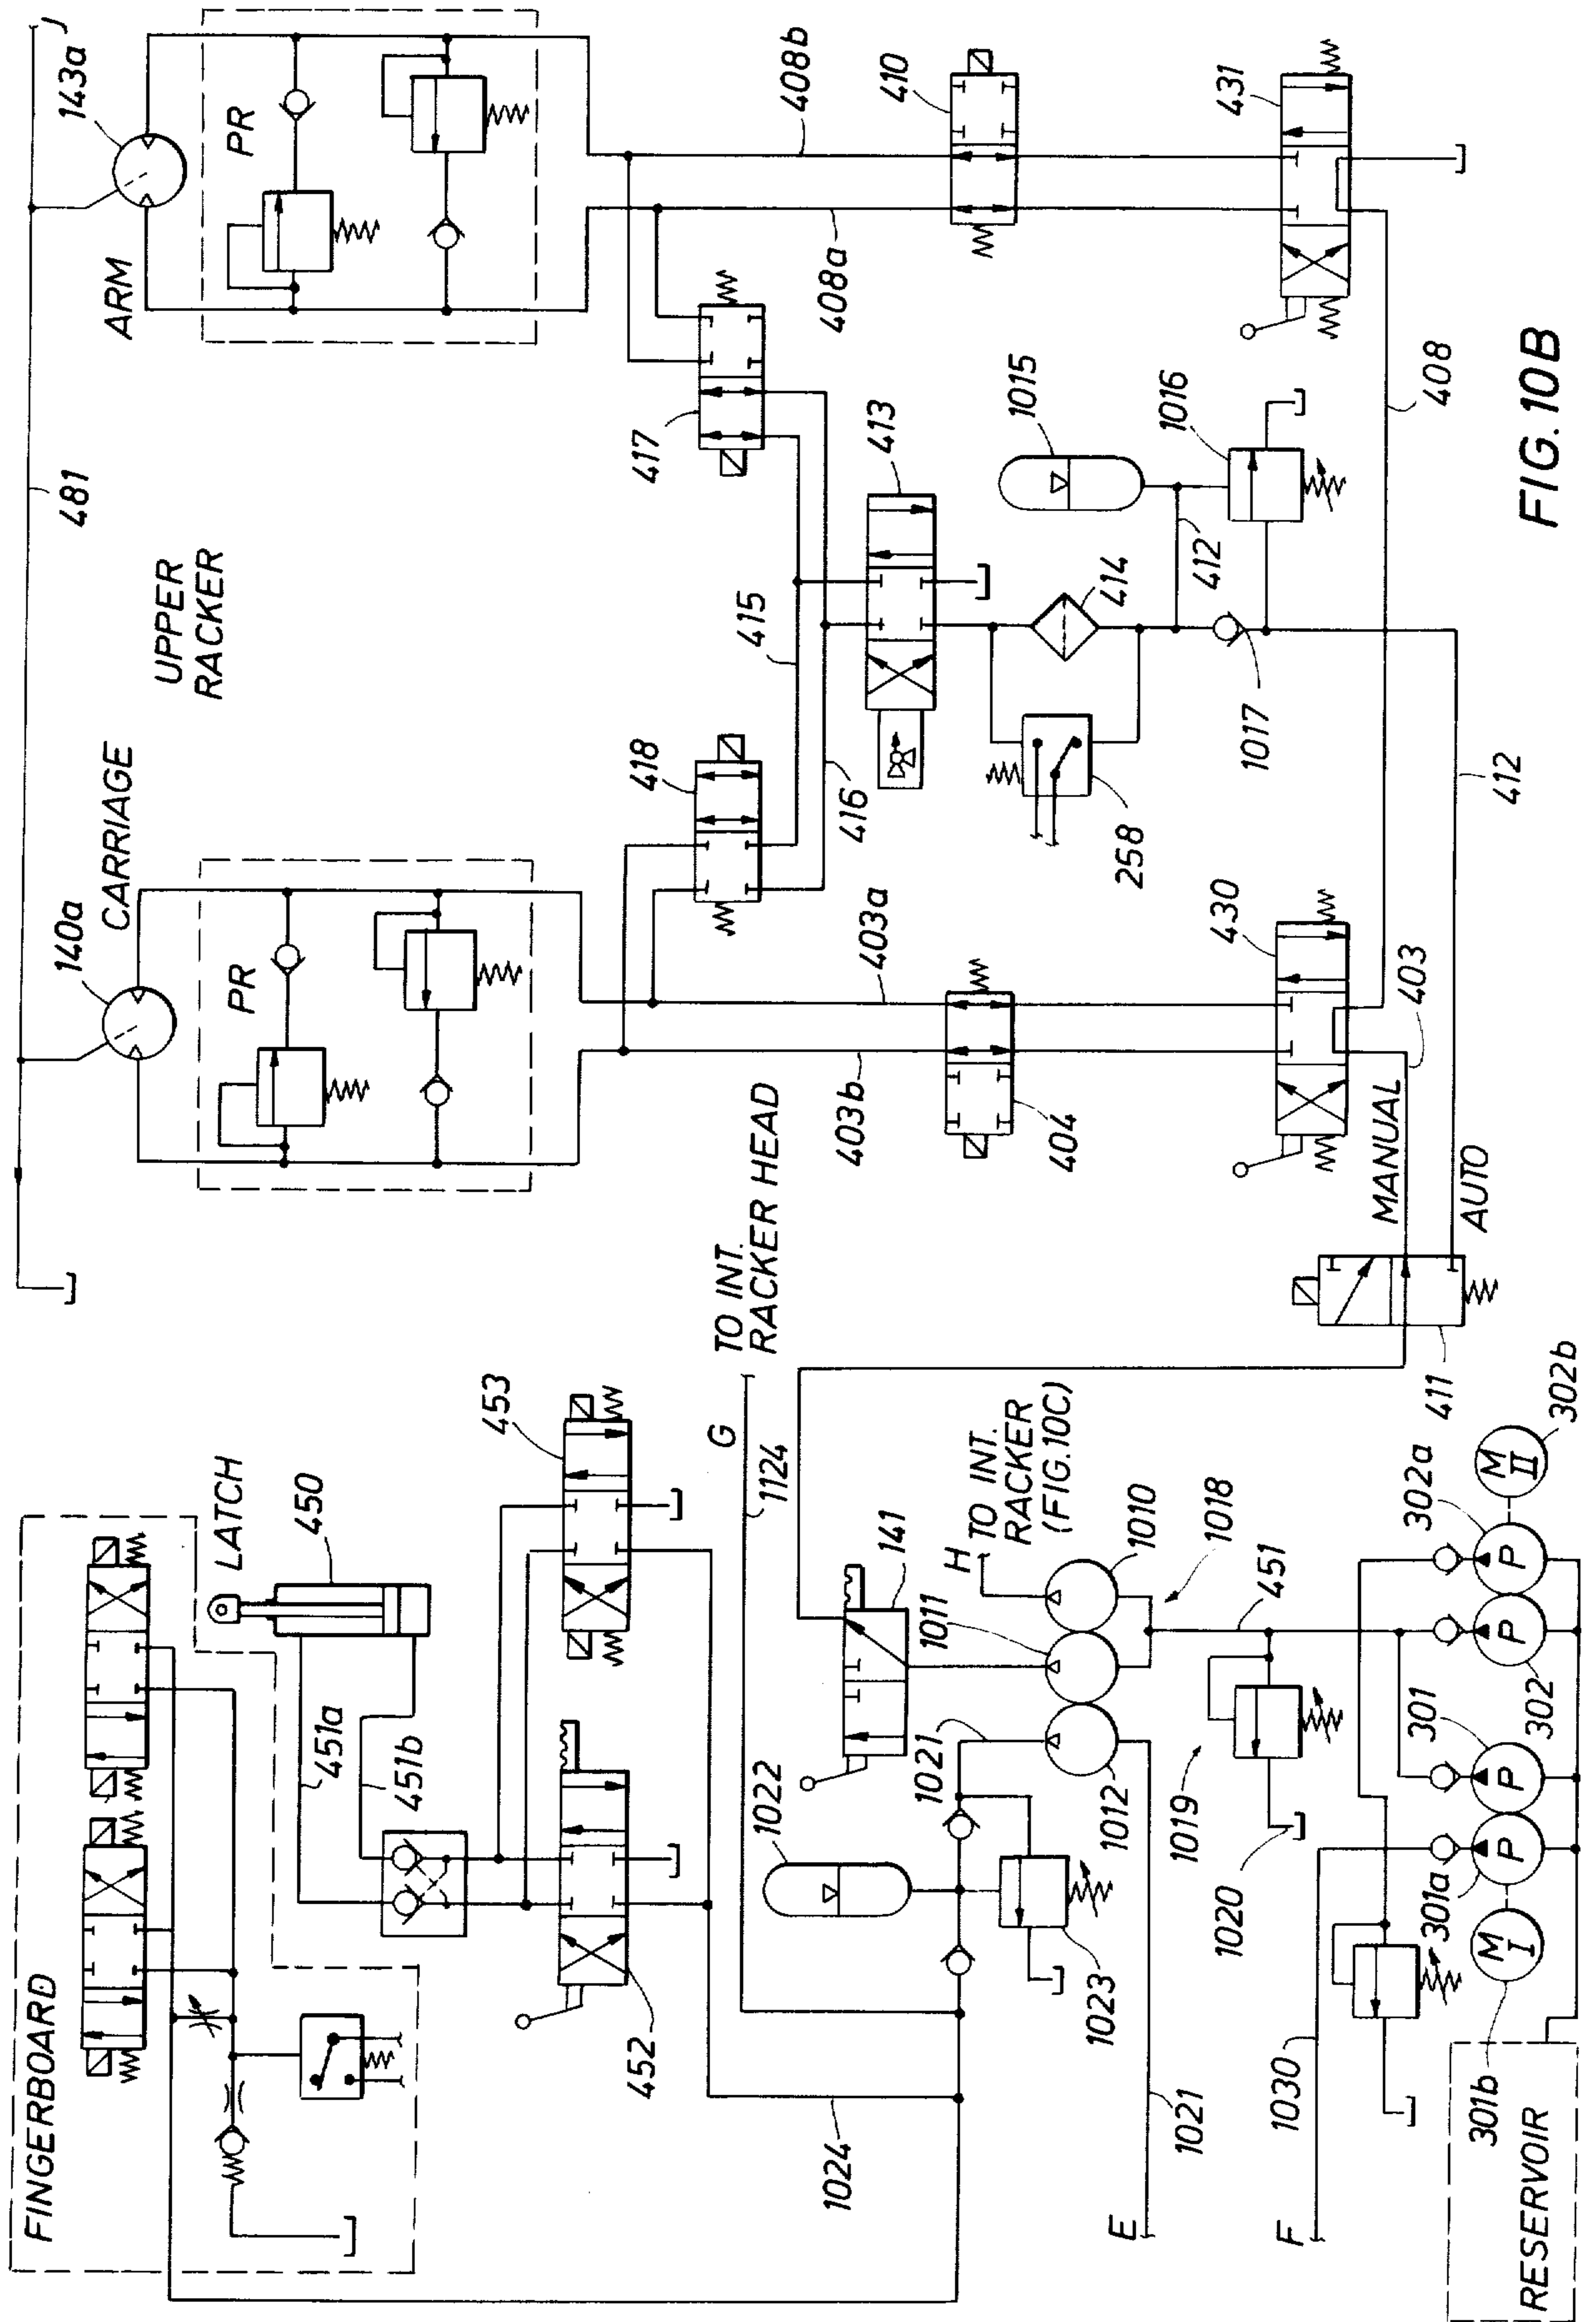 FINGERBOARD
LATCH
450
451a
451b
453
452
1024
G
TO INT.
RACKER HEAD
1124
1022
1023
1021
141
1011
1012
H
TO INT.
RACKER
(FIG.10C)
1010
1018
451
1019
1020
E
1021
F
1030
301a
301
302
302a
302b
M
I
P
P
P
P
M
II
301b
RESERVOIR
481
J
UPPER
RACKER
CARRIAGE
140a
PR
ARM
143a
PR
418
415
416
417
403a
403b
404
408a
408b
410
413
414
412
1015
1016
1017
258
430
431
408
403
MANUAL
AUTO
412
411
FIG.10B